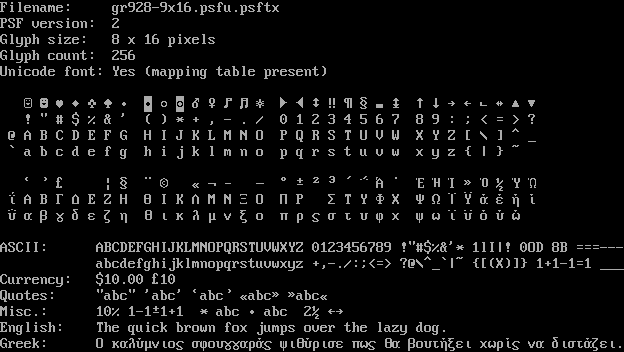 Filename:     gr928-9x16.psfu.psftx
PSF version:  2
Glyph size:   8 x 16 pixels
Glyph count:  256
Unicode font: Yes (mapping table present)
☺ ☻ ♥ ♦ ♣ ♠ • ◘ ○ ◙ ♂ ♀ ♪ ♫ ☼ ► ◄ ↕ ‼ ¶ § ▬ ↨ ↑ ↓ → ← ∟ ↔ ▲ ▼
! " # $ % & ' ( ) * + , - . / 0 1 2 3 4 5 6 7 8 9 : ; < = > ?
@ A B C D E F G H I J K L M N O P Q R S T U V W X Y Z [ \ ] ^ _
` a b c d e f g h i j k l m n o p q r s t u v w x y z { | } ~
‘ ’ £ ¦ § ¨ © « ¬ - ― ° ± ² ³ ΄ ΅ Ά · Έ Ή Ί » Ό ½ Ύ Ώ
ΐ Α Β Γ Δ Ε Ζ Η Θ Ι Κ Λ Μ Ν Ξ Ο Π Ρ Σ Τ Υ Φ Χ Ψ Ω Ϊ Ϋ ά έ ή ί
ΰ α β γ δ ε ζ η θ ι κ λ μ ν ξ ο π ρ ς σ τ υ φ χ ψ ω ϊ ϋ ό ύ ώ
ASCII:        ABCDEFGHIJKLMNOPQRSTUVWXYZ 0123456789 !"#$%&'* 1lI|! 0OD 8B ===---
abcdefghijklmnopqrstuvwxyz +,-./:;<=> ?@\^_`|~ {[(X)]} 1+1-1=1 ___
Currency:     $10.00 £10
Quotes:       "abc" 'abc' ‘abc’ «abc» »abc«
Misc.:        10% 1-1±1+1  * abc • abc  2½ ↔
English:      The quick brown fox jumps over the lazy dog.
Greek:        Ο καλύμνιος σφουγγαράς ψιθύρισε πως θα βουτήξει χωρίς να διστάζει.